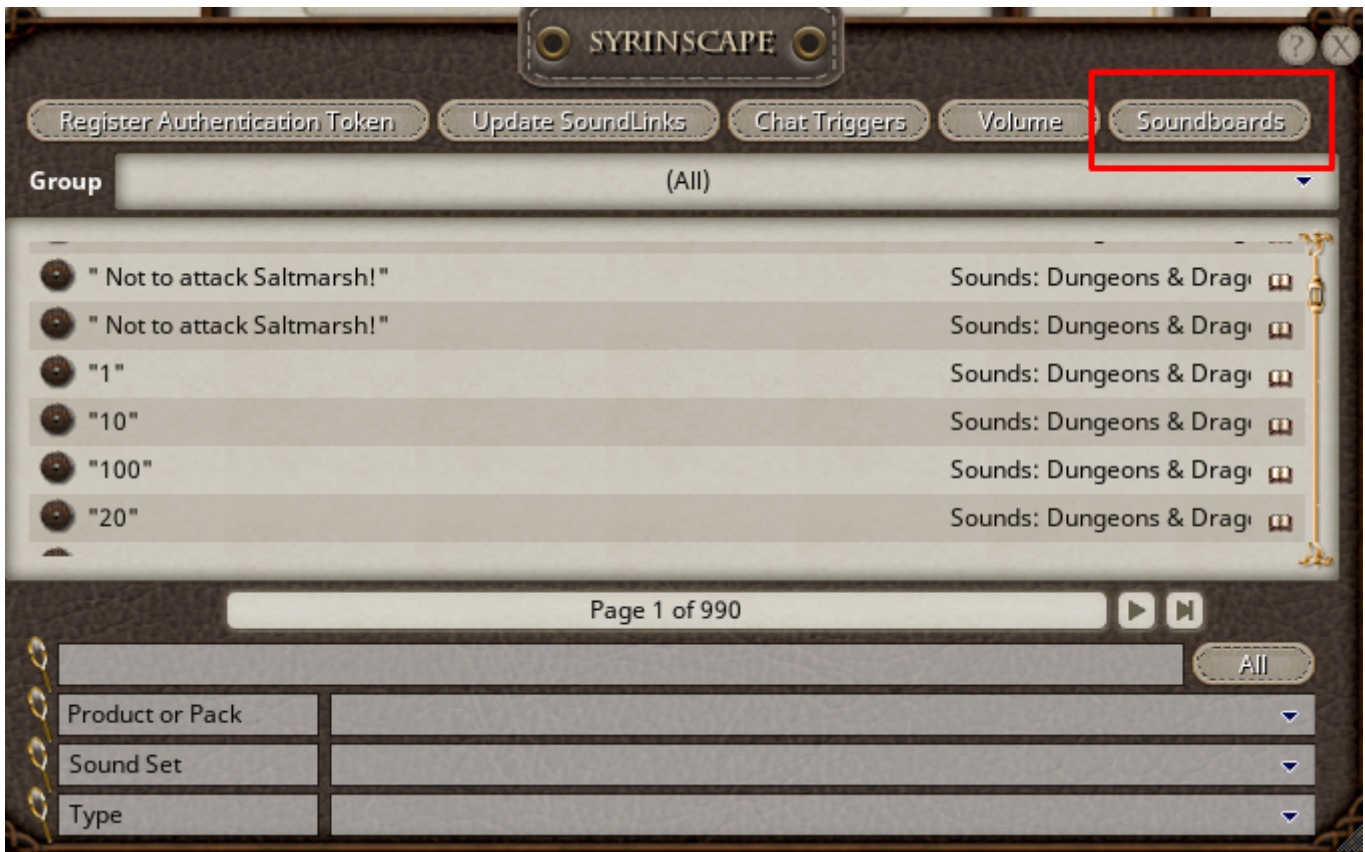 SYRINSCAPE
? X
Register Authentication Token Update SoundLinks Chat Triggers Volume Soundboards
Group (All)
" Not to attack Saltmarsh!" Sounds: Dungeons & Drag
" Not to attack Saltmarsh!" Sounds: Dungeons & Drag
"1" Sounds: Dungeons & Drag
"10" Sounds: Dungeons & Drag
"100" Sounds: Dungeons & Drag
"20" Sounds: Dungeons & Drag
Page 1 of 990
All
Product or Pack
Sound Set
Type